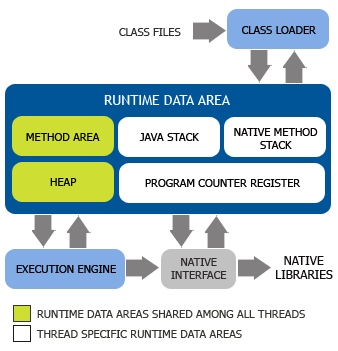 CLASS FILES
CLASS LOADER
RUNTIME DATA AREA
METHOD AREA
JAVA STACK
NATIVE METHOD
STACK
HEAP
PROGRAM COUNTER REGISTER
EXECUTION ENGINE
NATIVE
INTERFACE
NATIVE
LIBRARIES
RUNTIME DATA AREAS SHARED AMONG ALL THREADS
THREAD SPECIFIC RUNTIME DATA AREAS